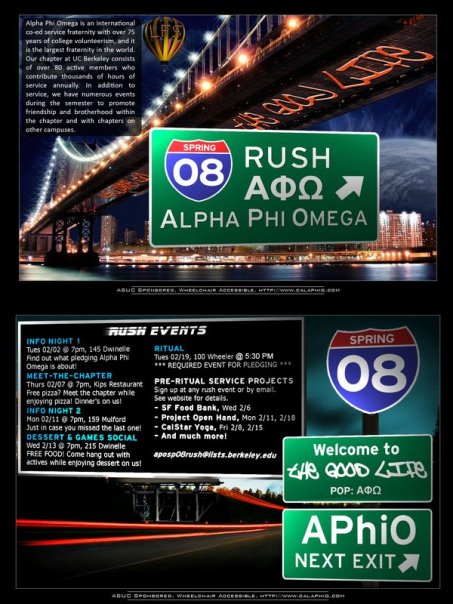 Alpha Phi Omega is an international
co-ed service fraternity with over 75
years of college volunteerism, and it
is the largest fraternity in the world.
Our chapter at UC Berkeley consists
of over 80 active members who
contribute thousands of hours of
service annually. In addition to
service, we have numerous events
during the semester to promote
friendship and brotherhood within
the chapter and with chapters on
other campuses.
THE GOOD LIFE
SPRING
08
RUSH
ΑΦΩ
ALPHA PHI OMEGA
ASUC SPONSORED. WHEELCHAIR ACCESSIBLE. HTTP://WWW.CALAPHIO.COM
RUSH EVENTS
INFO NIGHT 1
Tues 02/02 @ 7pm, 145 Dwinelle
Find out what pledging Alpha Phi
Omega is about!
MEET-THE-CHAPTER
Thurs 02/07 @ 7pm, Kips Restaurant
Free pizza? Meet the chapter while
enjoying pizza! Dinner's on us!
INFO NIGHT 2
Mon 02/11 @ 7pm, 159 Mulford
Just in case you missed the last one!
DESSERT & GAMES SOCIAL
Wed 2/13 @ 7pm, 215 Dwinelle
FREE FOOD! Come hang out with
actives while enjoying dessert on us!
RITUAL
Tues 02/19, 100 Wheeler @ 5:30 PM
*** REQUIRED EVENT FOR PLEDGING ***
PRE-RITUAL SERVICE PROJECTS
Sign up at any rush event or by email.
See website for details.
- SF Food Bank, Wed 2/6
- Project Open Hand, Mon 2/11, 2/18
- CalStar Yoga, Fri 2/8, 2/15
- And much more!
aposp08rush@lists.berkeley.edu
SPRING
08
Welcome to
THE GOOD LIFE
POP: ΑΦΩ
APhiO
NEXT EXIT
ASUC SPONSORED. WHEELCHAIR ACCESSIBLE. HTTP://WWW.CALAPHIO.COM